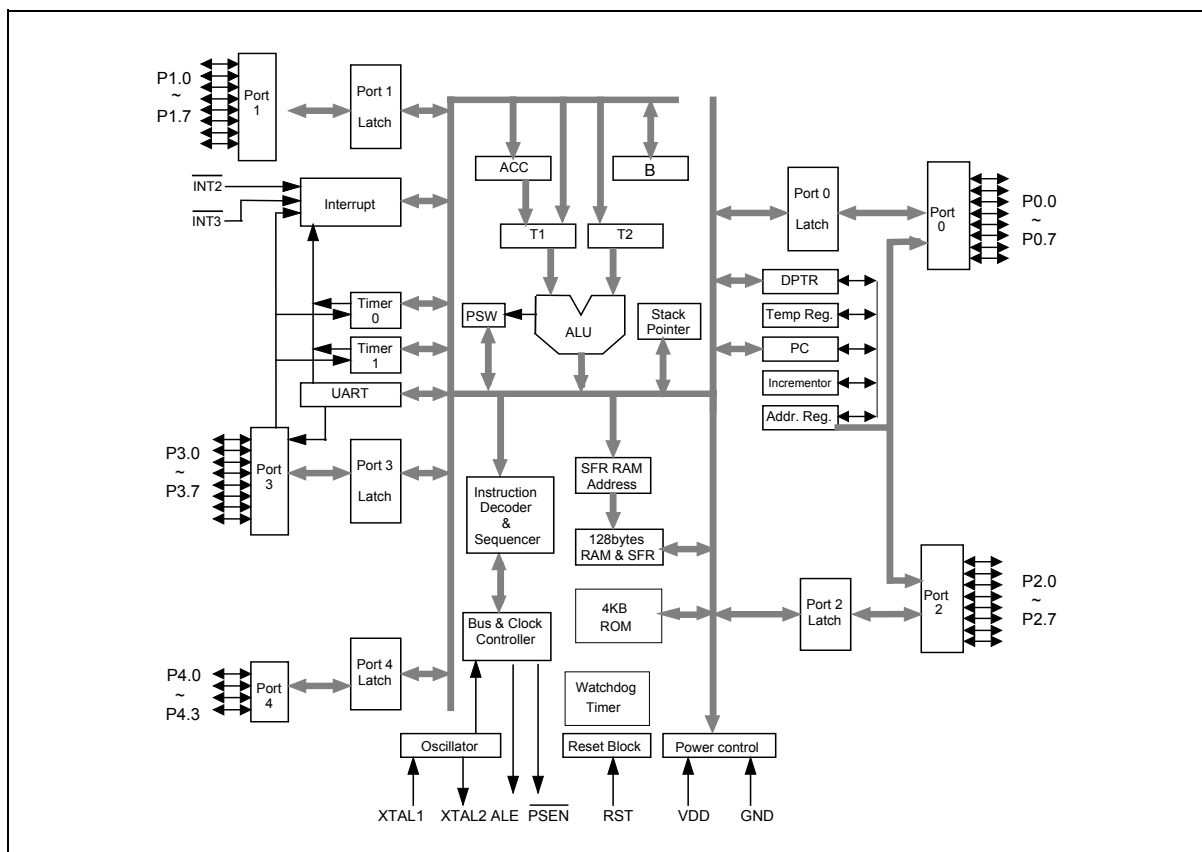 P1.0
~
P1.7
Port
1
Port 1
Latch
INT2
INT3
Interrupt
Timer
0
Timer
1
UART
P3.0
~
P3.7
Port
3
Port 3
Latch
P4.0
~
P4.3
Port
4
Port 4
Latch
ACC
B
T1
T2
PSW
ALU
Stack
Pointer
Instruction
Decoder
&
Sequencer
SFR RAM
Address
128bytes
RAM & SFR
Bus & Clock
Controller
4KB
ROM
Watchdog
Timer
Oscillator
Reset Block
Power control
XTAL1
XTAL2
ALE
PSEN
RST
VDD
GND
Port 0
Latch
Port
0
P0.0
~
P0.7
DPTR
Temp Reg.
PC
Incrementor
Addr. Reg.
Port 2
Latch
Port
2
P2.0
~
P2.7